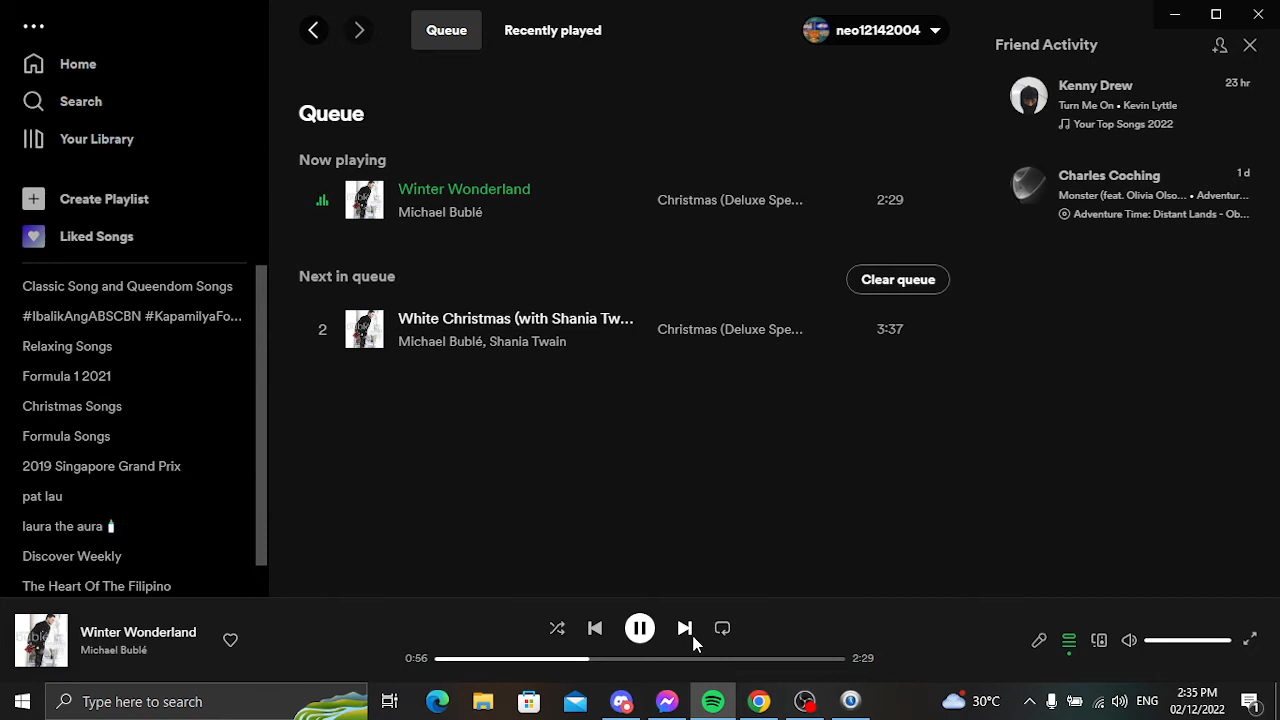 Home
Search
Your Library
Create Playlist
Liked Songs
Classic Song and Queendom Songs
#IbalikAngABSCBN #KapamilyaFo...
Relaxing Songs
Formula 1 2021
Christmas Songs
Formula Songs
2019 Singapore Grand Prix
pat lau
laura the aura
Discover Weekly
The Heart Of The Filipino
Queue
Recently played
neo12142004
Queue
Now playing
Winter Wonderland
Michael Bublé
Christmas (Deluxe Spe...
2:29
Next in queue
Clear queue
2
White Christmas (with Shania Tw...
Michael Bublé, Shania Twain
Christmas (Deluxe Spe...
3:37
Friend Activity
Kenny Drew
23 hr
Turn Me On • Kevin Lyttle
Your Top Songs 2022
Charles Coching
1 d
Monster (feat. Olivia Olso... • Adventur...
Adventure Time: Distant Lands - Ob...
Winter Wonderland
Michael Bublé
0:56
2:29
Type here to search
30°C
ENG
2:35 PM
02/12/2022
1